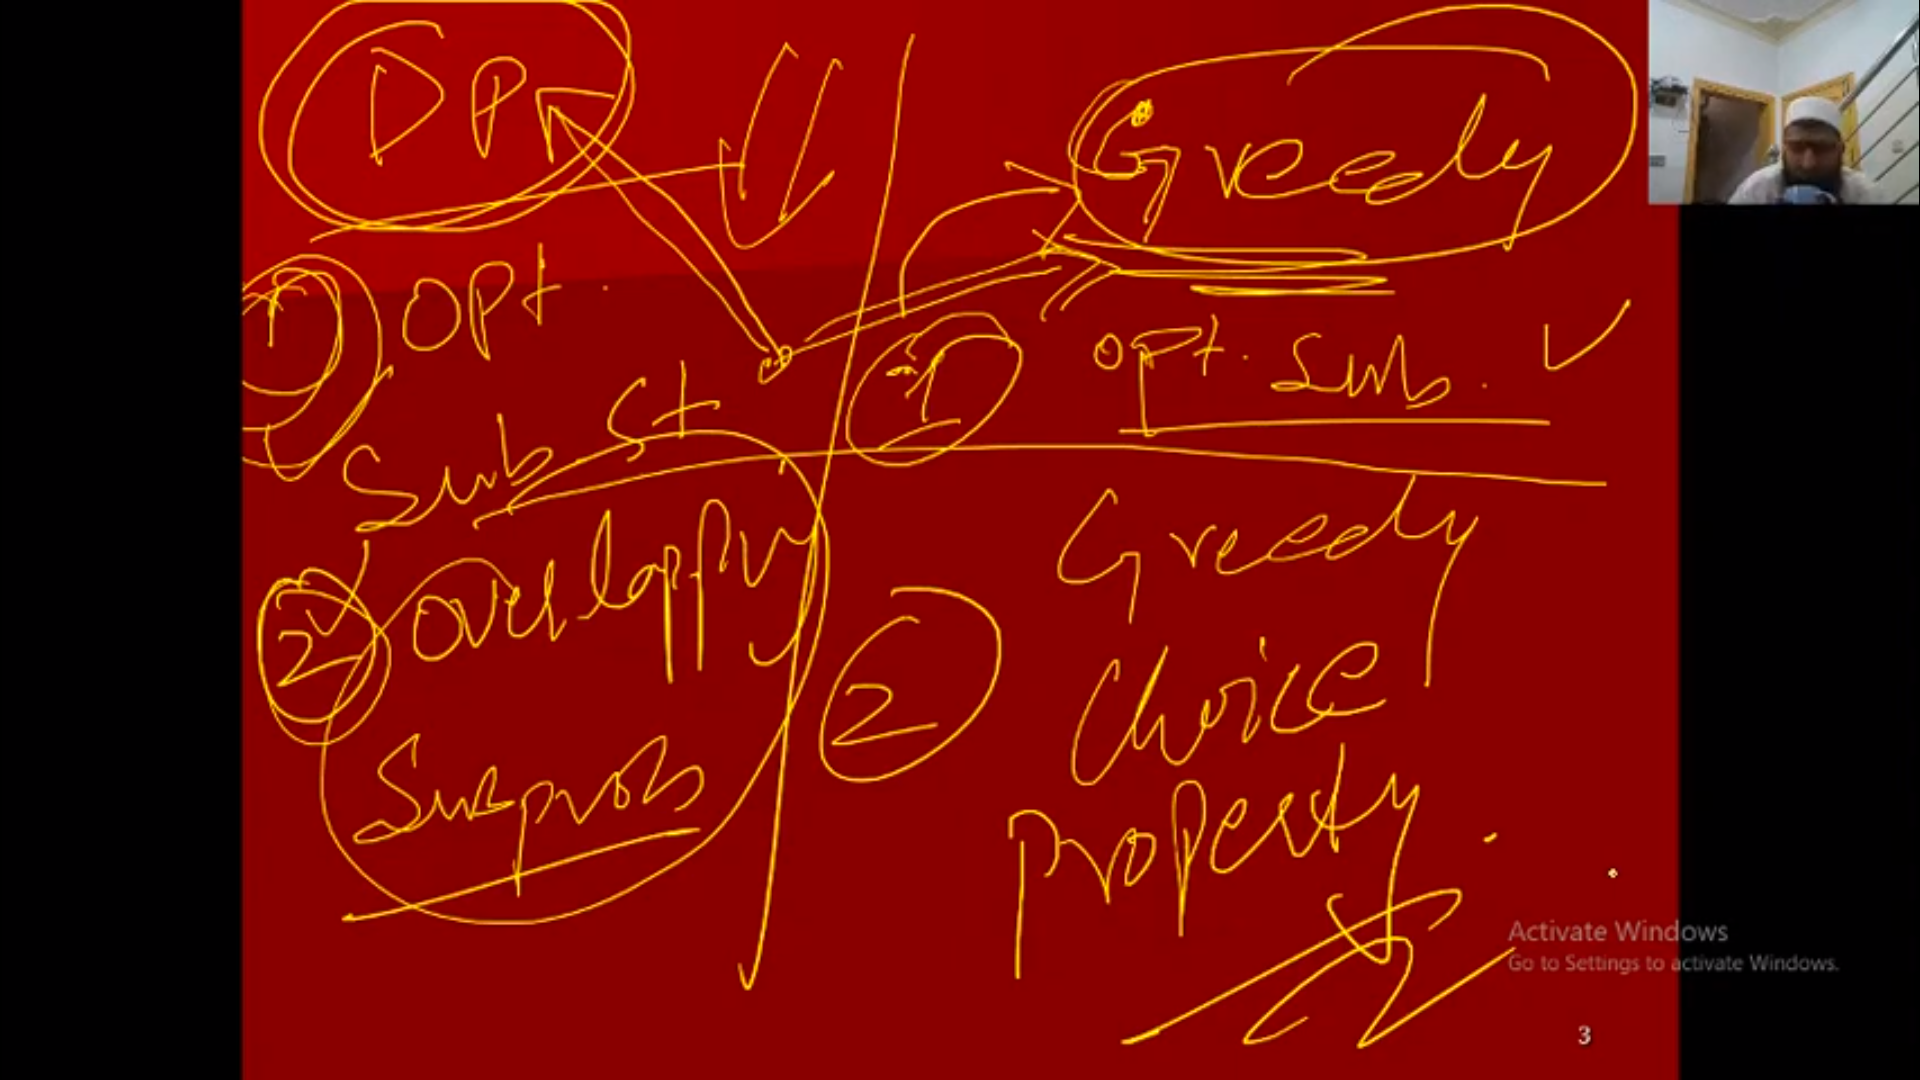 DP
① Opt.
Sub St
② Overlappy
Subprob
Greedy
① Opt. Sub.
② Greedy
Choice
Property.
Activate Windows
Go to Settings to activate Windows.
3